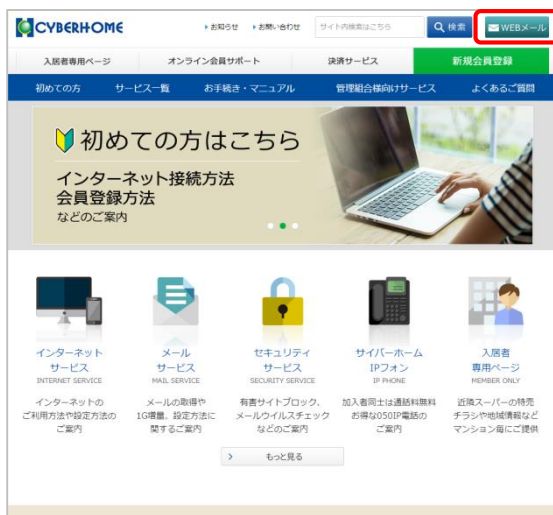 CYBERHOME
お知らせ
お問い合わせ
サイト内検索はこちら
検索
WEBメール
入居者専用ページ
オンライン会員サポート
決済サービス
新規会員登録
初めての方
サービス一覧
お手続き・マニュアル
管理組合様向けサービス
よくあるご質問
初めての方はこちら
インターネット接続方法
会員登録方法
などのご案内
インターネット
サービス
INTERNET SERVICE
インターネットの
ご利用方法や設定方法の
ご案内
メール
サービス
MAIL SERVICE
メールの取得や
1G増量、設定方法に
関するご案内
セキュリティ
サービス
SECURITY SERVICE
有害サイトブロック、
メールウイルスチェック
などのご案内
サイバーホーム
IPフォン
IP PHONE
加入者同士は通話料無料
お得な050IP電話の
ご案内
入居者
専用ページ
MEMBER ONLY
近隣スーパーの特売
チラシや地域情報など
マンション毎にご提供
もっと見る